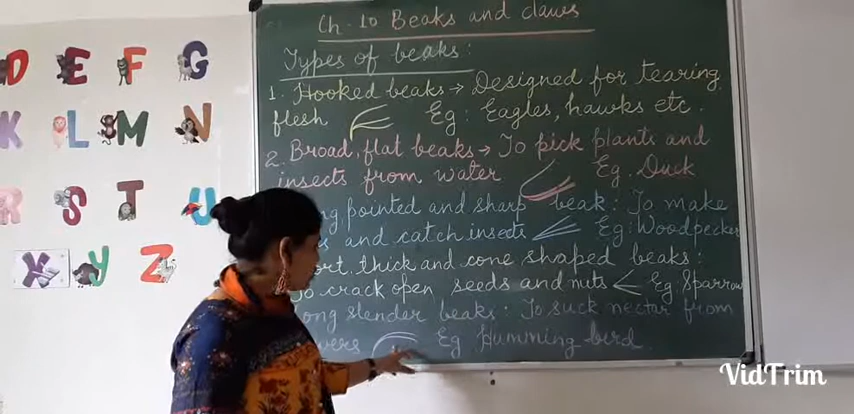 Ch. 10 Beaks and claws
Types of beaks:
1. Hooked beaks → Designed for tearing
flesh Eg: Eagles, hawks etc.
2. Broad, flat beaks → To pick plants and
insects from water Eg: Duck
pointed and sharp beak: To make
and catch insects Eg: Woodpecker
thick and cone shaped beaks:
To crack open seeds and nuts Eg Sparrow
Long slender beaks: To suck nectar from
Eg Humming bird
D E F G
K L M N
R S T U
X Y Z
VidTrim